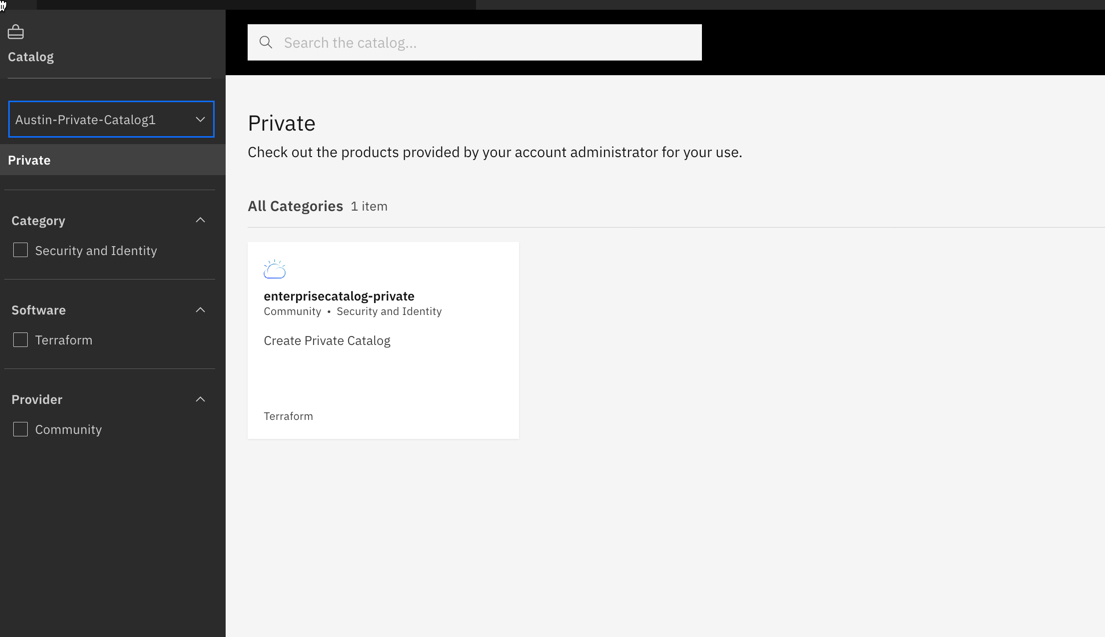 Catalog
Search the catalog...
Austin-Private-Catalog1
Private
Category
Security and Identity
Software
Terraform
Provider
Community
Private
Check out the products provided by your account administrator for your use.
All Categories 1 item
enterprisecatalog-private
Community • Security and Identity
Create Private Catalog
Terraform